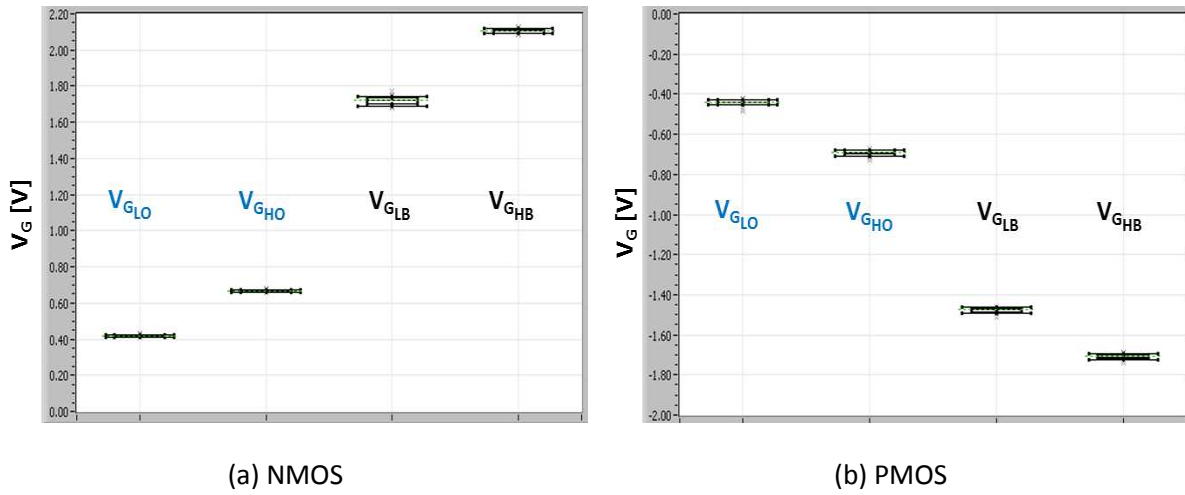 2.20
2.00
1.80
1.60
1.40
1.20
1.00
0.80
0.60
0.40
0.20
0.00
V_G [V]
V_GLO
V_GHO
V_GLB
V_GHB
(a) NMOS
0.00
-0.20
-0.40
-0.60
-0.80
-1.00
-1.20
-1.40
-1.60
-1.80
-2.00
V_G [V]
V_GLO
V_GHO
V_GLB
V_GHB
(b) PMOS